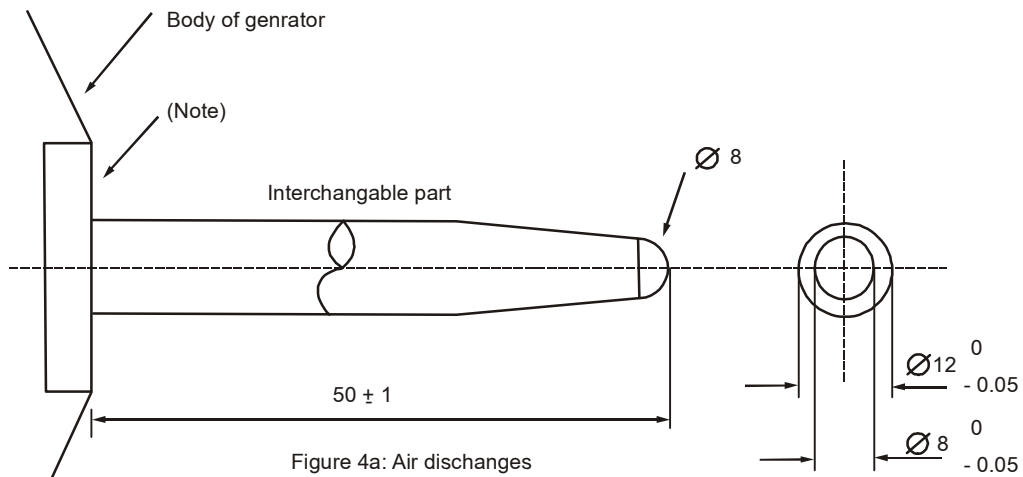 Body of genrator
(Note)
Ø 8
Interchangable part
Ø12 0
- 0.05
50 ± 1
Ø 8 0
- 0.05
Figure 4a: Air dischanges